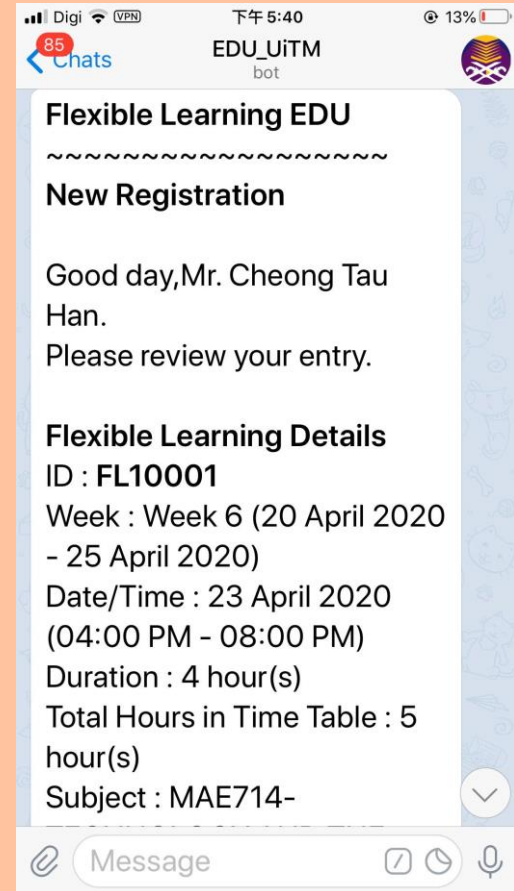 Digi VPN 下午5:40 13%
85
Chats EDU_UiTM
bot
Flexible Learning EDU
~~~~~~~~~~~~~~~~~~
New Registration
Good day,Mr. Cheong Tau
Han.
Please review your entry.
Flexible Learning Details
ID : FL10001
Week : Week 6 (20 April 2020
- 25 April 2020)
Date/Time : 23 April 2020
(04:00 PM - 08:00 PM)
Duration : 4 hour(s)
Total Hours in Time Table : 5
hour(s)
Subject : MAE714-
Message